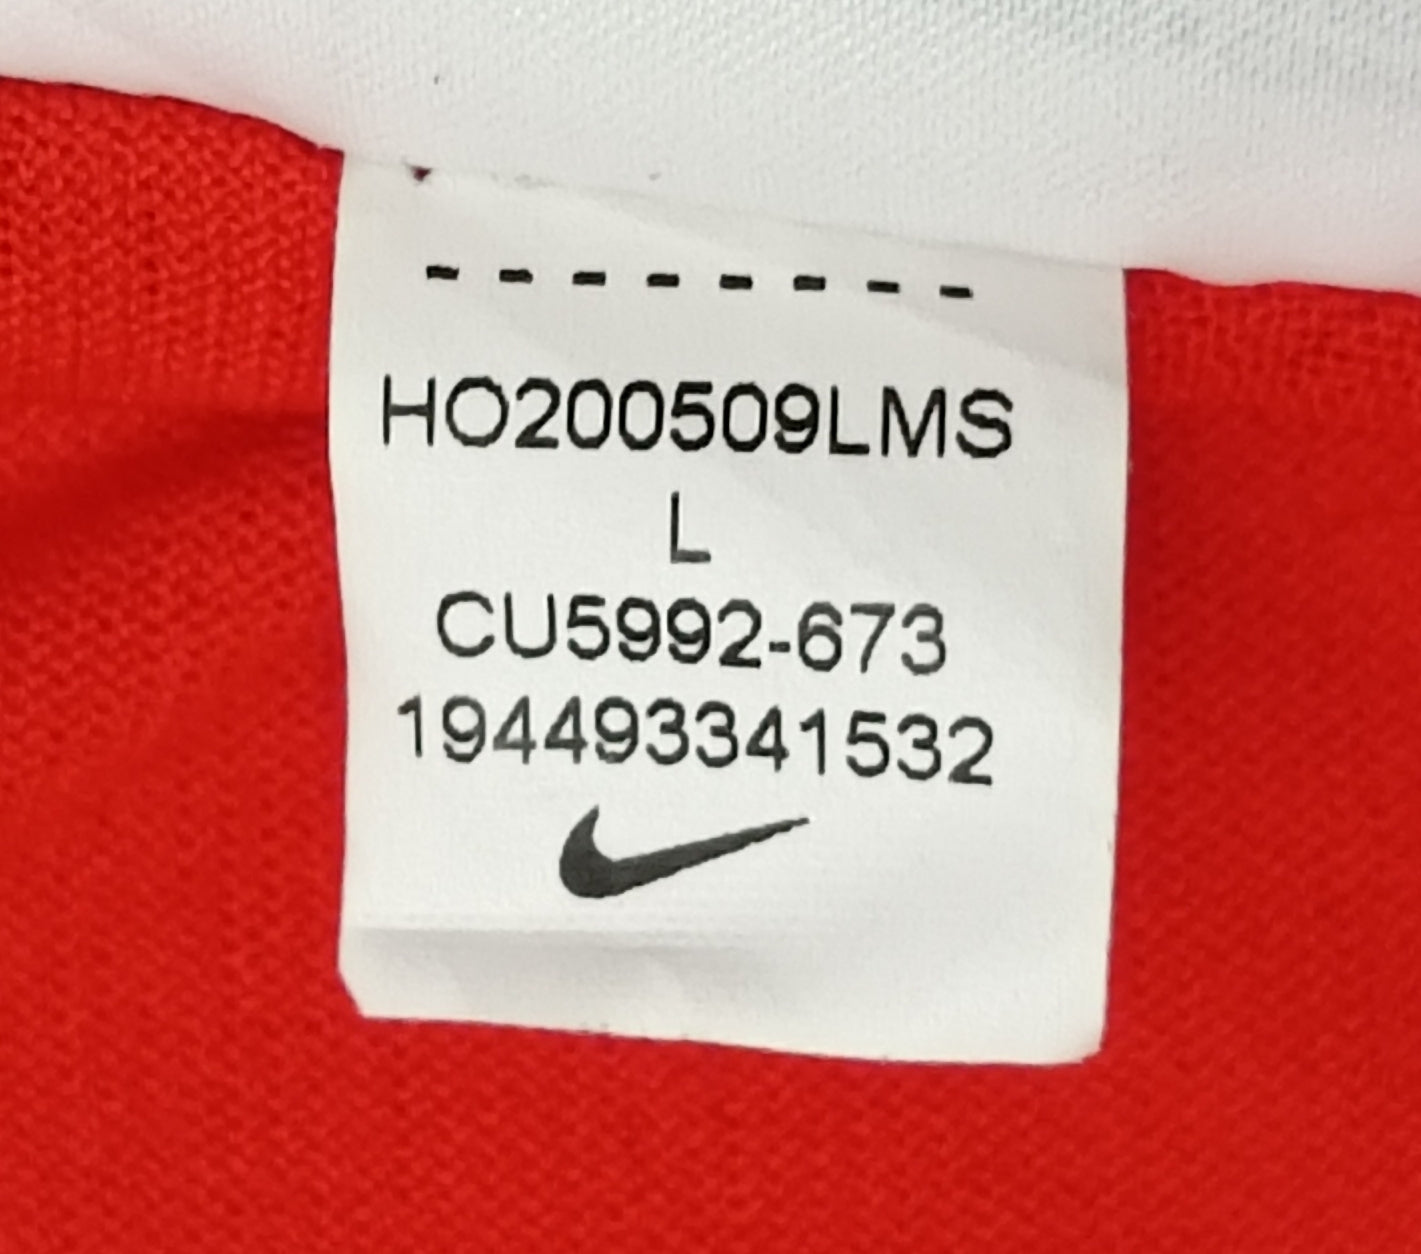 --------
HO200509LMS
L
CU5992-673
194493341532